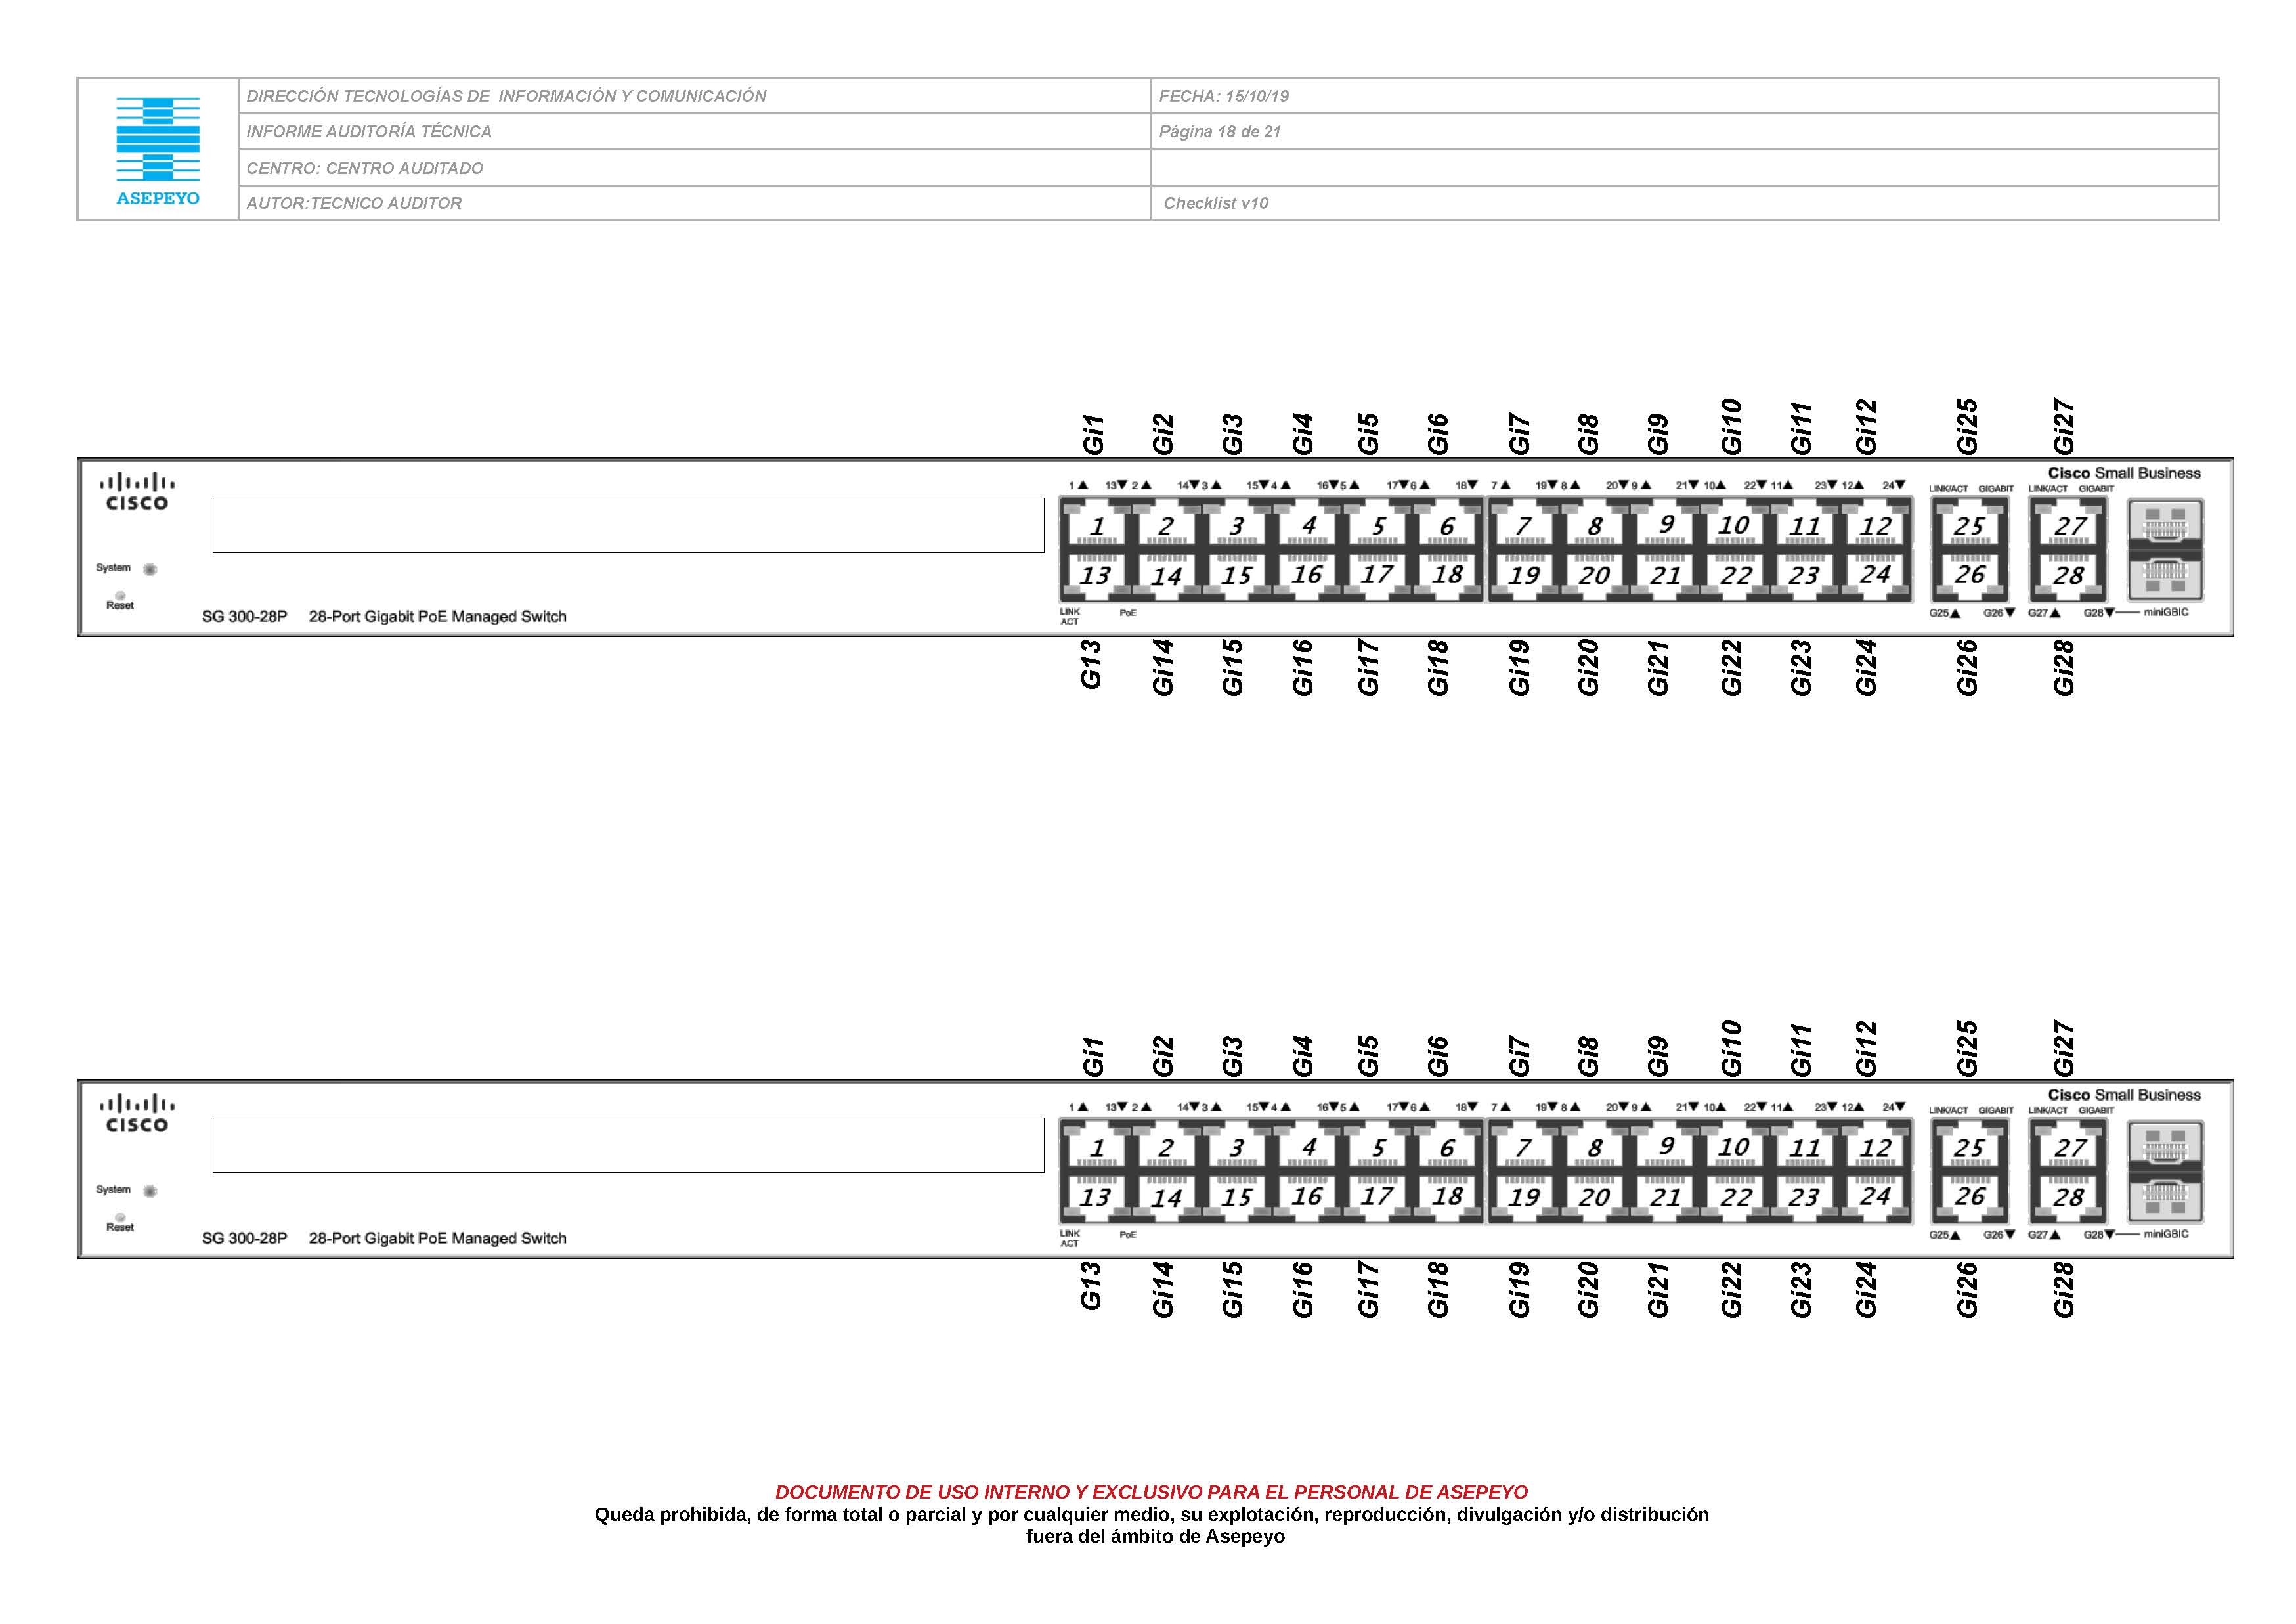 DIRECCIÓN TECNOLOGÍAS DE INFORMACIÓN Y COMUNICACIÓN
FECHA: 15/10/19
INFORME AUDITORÍA TÉCNICA
Página 18 de 21
CENTRO: CENTRO AUDITADO
AUTOR:TECNICO AUDITOR
Checklist v10
ASEPEYO
Gi1 Gi2 Gi3 Gi4 Gi5 Gi6 Gi7 Gi8 Gi9 Gi10 Gi11 Gi12 Gi25 Gi27
Cisco Small Business
CISCO
1▲ 13▼ 2▲ 14▼ 3▲ 15▼ 4▲ 16▼ 5▲ 17▼ 6▲ 18▼ 7▲ 19▼ 8▲ 20▼ 9▲ 21▼ 10▲ 22▼ 11▲ 23▼ 12▲ 24▼ LINK/ACT GIGABIT LINK/ACT GIGABIT
1 2 3 4 5 6 7 8 9 10 11 12 25 27
System
13 14 15 16 17 18 19 20 21 22 23 24 26 28
Reset
SG 300-28P 28-Port Gigabit PoE Managed Switch
LINK PoE G25▲ G26▼ G27▲ G28▼ miniGBIC
ACT
G13 Gi14 Gi15 Gi16 Gi17 Gi18 Gi19 Gi20 Gi21 Gi22 Gi23 Gi24 Gi26 Gi28
Gi1 Gi2 Gi3 Gi4 Gi5 Gi6 Gi7 Gi8 Gi9 Gi10 Gi11 Gi12 Gi25 Gi27
Cisco Small Business
CISCO
1▲ 13▼ 2▲ 14▼ 3▲ 15▼ 4▲ 16▼ 5▲ 17▼ 6▲ 18▼ 7▲ 19▼ 8▲ 20▼ 9▲ 21▼ 10▲ 22▼ 11▲ 23▼ 12▲ 24▼ LINK/ACT GIGABIT LINK/ACT GIGABIT
1 2 3 4 5 6 7 8 9 10 11 12 25 27
System
13 14 15 16 17 18 19 20 21 22 23 24 26 28
Reset
SG 300-28P 28-Port Gigabit PoE Managed Switch
LINK PoE G25▲ G26▼ G27▲ G28▼ miniGBIC
ACT
G13 Gi14 Gi15 Gi16 Gi17 Gi18 Gi19 Gi20 Gi21 Gi22 Gi23 Gi24 Gi26 Gi28
DOCUMENTO DE USO INTERNO Y EXCLUSIVO PARA EL PERSONAL DE ASEPEYO
Queda prohibida, de forma total o parcial y por cualquier medio, su explotación, reproducción, divulgación y/o distribución
fuera del ámbito de Asepeyo